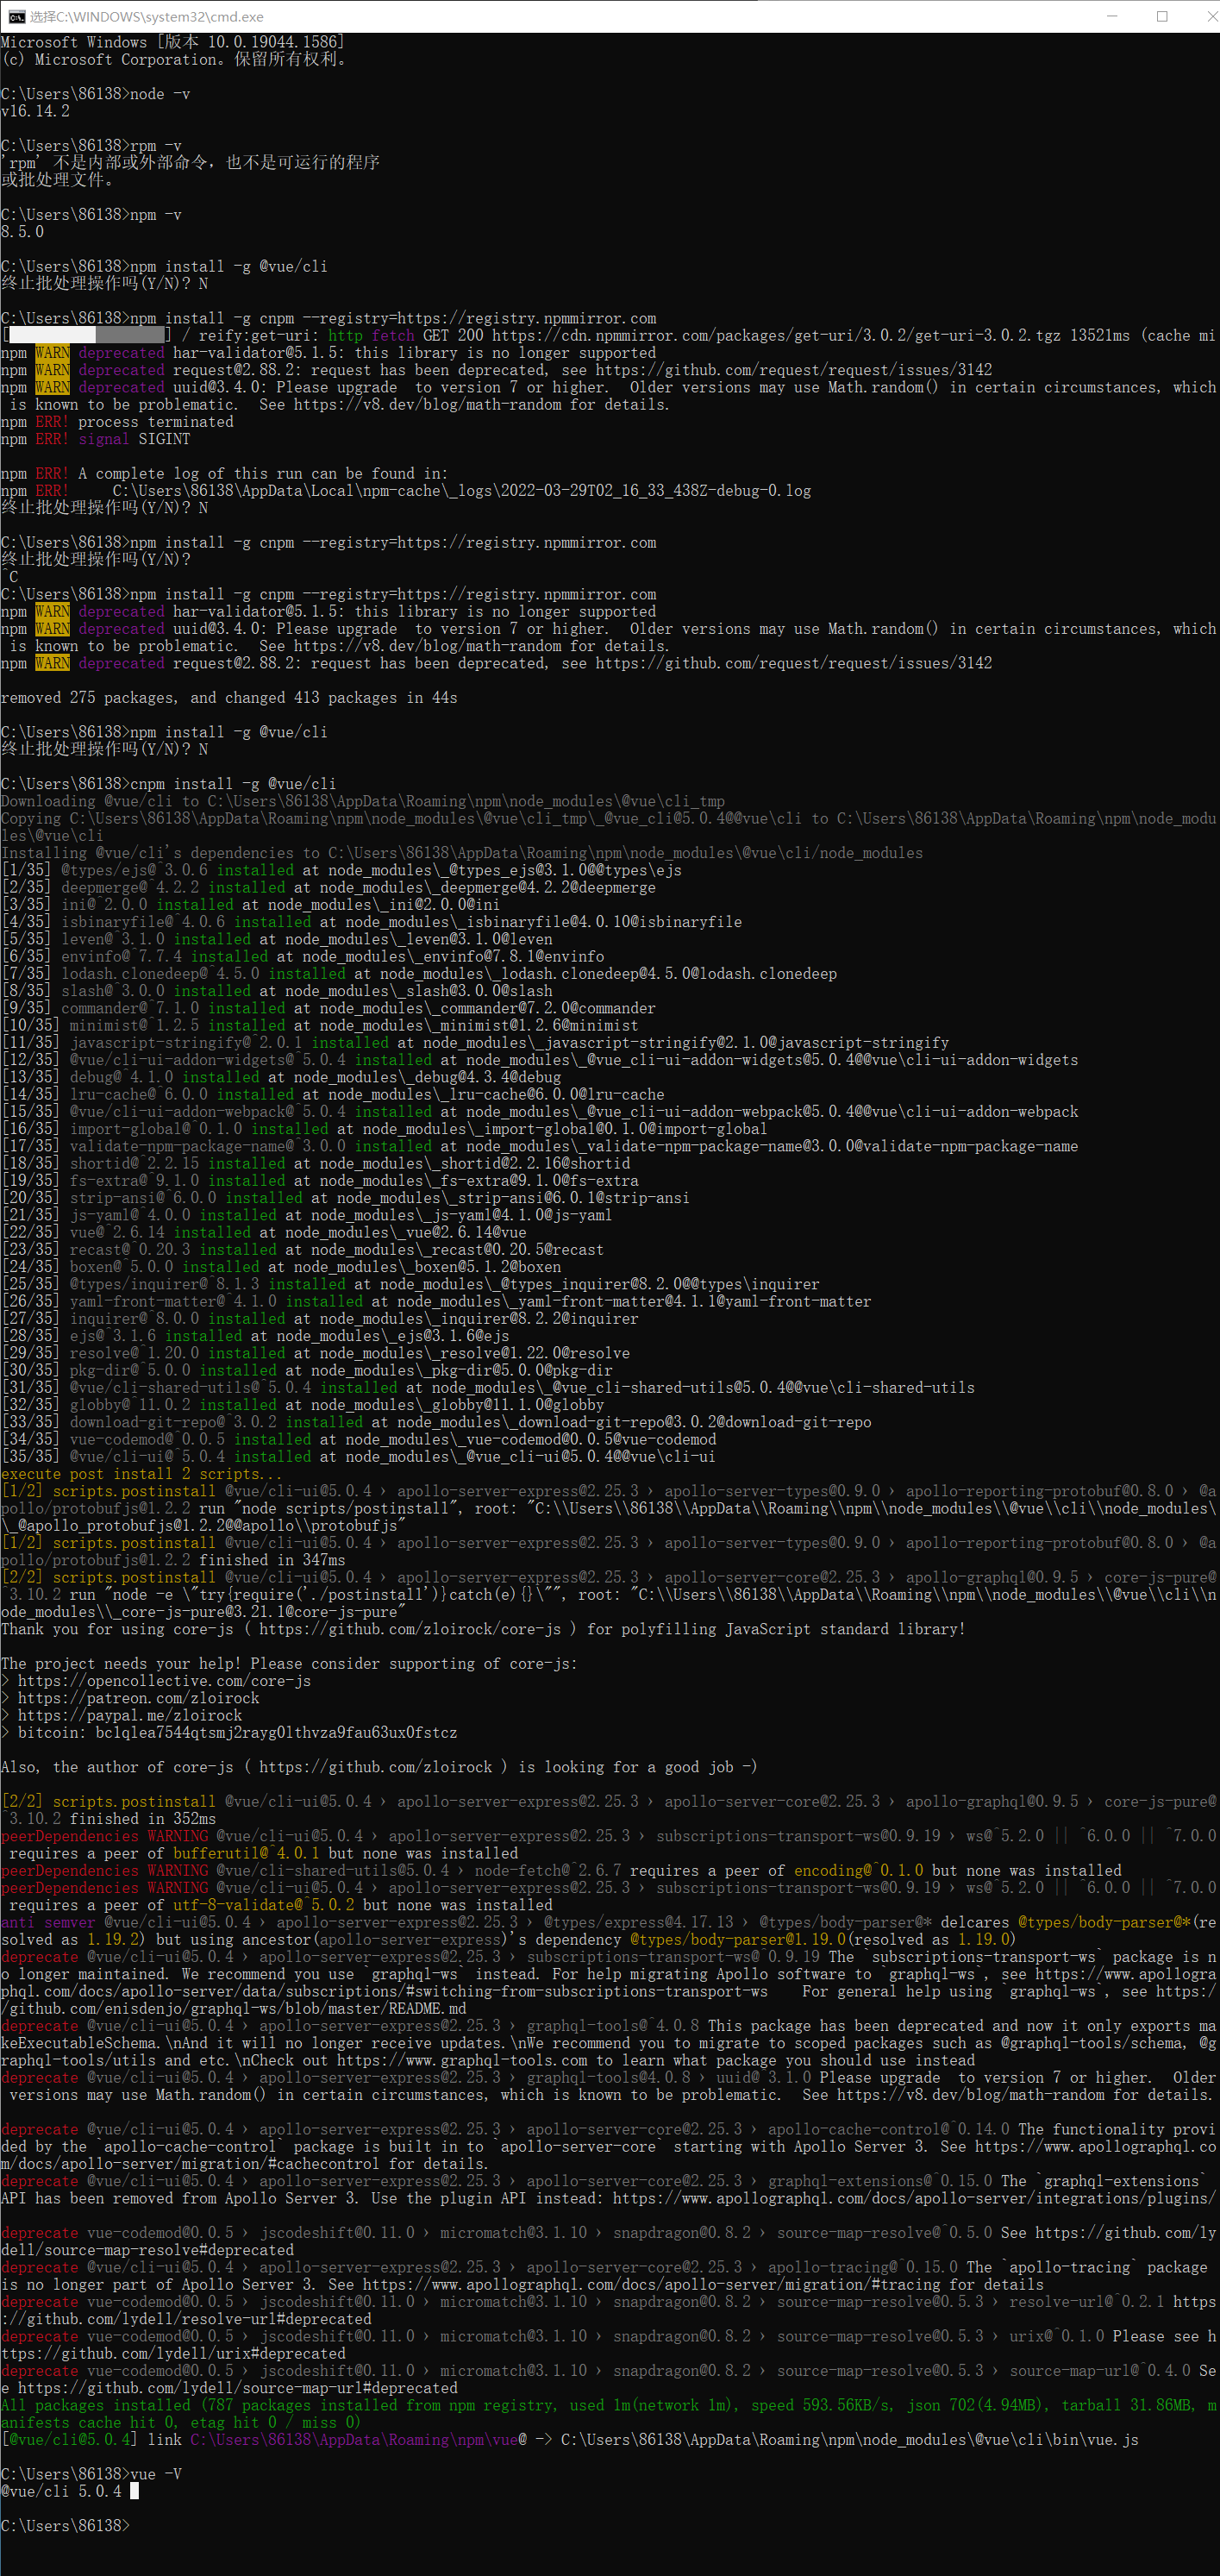 选择C:\WINDOWS\system32\cmd.exe
Microsoft Windows [版本 10.0.19044.1586]
(c) Microsoft Corporation。保留所有权利。
C:\Users\86138>node -v
v16.14.2
C:\Users\86138>rpm -v
'rpm' 不是内部或外部命令，也不是可运行的程序
或批处理文件。
C:\Users\86138>npm -v
8.5.0
C:\Users\86138>npm install -g @vue/cli
终止批处理操作吗(Y/N)? N
C:\Users\86138>npm install -g cnpm --registry=https://registry.npmmirror.com
[ ] / reify:get-uri: http fetch GET 200 https://cdn.npmmirror.com/packages/get-uri/3.0.2/get-uri-3.0.2.tgz 13521ms (cache mi
npm WARN deprecated har-validator@5.1.5: this library is no longer supported
npm WARN deprecated request@2.88.2: request has been deprecated, see https://github.com/request/request/issues/3142
npm WARN deprecated uuid@3.4.0: Please upgrade  to version 7 or higher.  Older versions may use Math.random() in certain circumstances, which
is known to be problematic.  See https://v8.dev/blog/math-random for details.
npm ERR! process terminated
npm ERR! signal SIGINT
npm ERR! A complete log of this run can be found in:
npm ERR!     C:\Users\86138\AppData\Local\npm-cache\_logs\2022-03-29T02_16_33_438Z-debug-0.log
终止批处理操作吗(Y/N)? N
C:\Users\86138>npm install -g cnpm --registry=https://registry.npmmirror.com
终止批处理操作吗(Y/N)?
^C
C:\Users\86138>npm install -g cnpm --registry=https://registry.npmmirror.com
npm WARN deprecated har-validator@5.1.5: this library is no longer supported
npm WARN deprecated uuid@3.4.0: Please upgrade  to version 7 or higher.  Older versions may use Math.random() in certain circumstances, which
is known to be problematic.  See https://v8.dev/blog/math-random for details.
npm WARN deprecated request@2.88.2: request has been deprecated, see https://github.com/request/request/issues/3142
removed 275 packages, and changed 413 packages in 44s
C:\Users\86138>npm install -g @vue/cli
终止批处理操作吗(Y/N)? N
C:\Users\86138>cnpm install -g @vue/cli
Downloading @vue/cli to C:\Users\86138\AppData\Roaming\npm\node_modules\@vue\cli_tmp
Copying C:\Users\86138\AppData\Roaming\npm\node_modules\@vue\cli_tmp\_@vue_cli@5.0.4@@vue\cli to C:\Users\86138\AppData\Roaming\npm\node_modu
les\@vue\cli
Installing @vue/cli's dependencies to C:\Users\86138\AppData\Roaming\npm\node_modules\@vue\cli/node_modules
[1/35] @types/ejs@^3.0.6 installed at node_modules\_@types_ejs@3.1.0@@types\ejs
[2/35] deepmerge@^4.2.2 installed at node_modules\_deepmerge@4.2.2@deepmerge
[3/35] ini@^2.0.0 installed at node_modules\_ini@2.0.0@ini
[4/35] isbinaryfile@^4.0.6 installed at node_modules\_isbinaryfile@4.0.10@isbinaryfile
[5/35] leven@^3.1.0 installed at node_modules\_leven@3.1.0@leven
[6/35] envinfo@^7.7.4 installed at node_modules\_envinfo@7.8.1@envinfo
[7/35] lodash.clonedeep@^4.5.0 installed at node_modules\_lodash.clonedeep@4.5.0@lodash.clonedeep
[8/35] slash@^3.0.0 installed at node_modules\_slash@3.0.0@slash
[9/35] commander@^7.1.0 installed at node_modules\_commander@7.2.0@commander
[10/35] minimist@^1.2.5 installed at node_modules\_minimist@1.2.6@minimist
[11/35] javascript-stringify@^2.0.1 installed at node_modules\_javascript-stringify@2.1.0@javascript-stringify
[12/35] @vue/cli-ui-addon-widgets@^5.0.4 installed at node_modules\_@vue_cli-ui-addon-widgets@5.0.4@@vue\cli-ui-addon-widgets
[13/35] debug@^4.1.0 installed at node_modules\_debug@4.3.4@debug
[14/35] lru-cache@^6.0.0 installed at node_modules\_lru-cache@6.0.0@lru-cache
[15/35] @vue/cli-ui-addon-webpack@^5.0.4 installed at node_modules\_@vue_cli-ui-addon-webpack@5.0.4@@vue\cli-ui-addon-webpack
[16/35] import-global@^0.1.0 installed at node_modules\_import-global@0.1.0@import-global
[17/35] validate-npm-package-name@^3.0.0 installed at node_modules\_validate-npm-package-name@3.0.0@validate-npm-package-name
[18/35] shortid@^2.2.15 installed at node_modules\_shortid@2.2.16@shortid
[19/35] fs-extra@^9.1.0 installed at node_modules\_fs-extra@9.1.0@fs-extra
[20/35] strip-ansi@^6.0.0 installed at node_modules\_strip-ansi@6.0.1@strip-ansi
[21/35] js-yaml@^4.0.0 installed at node_modules\_js-yaml@4.1.0@js-yaml
[22/35] vue@^2.6.14 installed at node_modules\_vue@2.6.14@vue
[23/35] recast@^0.20.3 installed at node_modules\_recast@0.20.5@recast
[24/35] boxen@^5.0.0 installed at node_modules\_boxen@5.1.2@boxen
[25/35] @types/inquirer@^8.1.3 installed at node_modules\_@types_inquirer@8.2.0@@types\inquirer
[26/35] yaml-front-matter@^4.1.0 installed at node_modules\_yaml-front-matter@4.1.1@yaml-front-matter
[27/35] inquirer@^8.0.0 installed at node_modules\_inquirer@8.2.2@inquirer
[28/35] ejs@^3.1.6 installed at node_modules\_ejs@3.1.6@ejs
[29/35] resolve@^1.20.0 installed at node_modules\_resolve@1.22.0@resolve
[30/35] pkg-dir@^5.0.0 installed at node_modules\_pkg-dir@5.0.0@pkg-dir
[31/35] @vue/cli-shared-utils@^5.0.4 installed at node_modules\_@vue_cli-shared-utils@5.0.4@@vue\cli-shared-utils
[32/35] globby@^11.0.2 installed at node_modules\_globby@11.1.0@globby
[33/35] download-git-repo@^3.0.2 installed at node_modules\_download-git-repo@3.0.2@download-git-repo
[34/35] vue-codemod@^0.0.5 installed at node_modules\_vue-codemod@0.0.5@vue-codemod
[35/35] @vue/cli-ui@^5.0.4 installed at node_modules\_@vue_cli-ui@5.0.4@@vue\cli-ui
execute post install 2 scripts...
[1/2] scripts.postinstall @vue/cli-ui@5.0.4 › apollo-server-express@2.25.3 › apollo-server-types@0.9.0 › apollo-reporting-protobuf@0.8.0 › @a
pollo/protobufjs@1.2.2 run "node scripts/postinstall", root: "C:\\Users\\86138\\AppData\\Roaming\\npm\\node_modules\\@vue\\cli\\node_modules\
\_@apollo_protobufjs@1.2.2@@apollo\\protobufjs"
[1/2] scripts.postinstall @vue/cli-ui@5.0.4 › apollo-server-express@2.25.3 › apollo-server-types@0.9.0 › apollo-reporting-protobuf@0.8.0 › @a
pollo/protobufjs@1.2.2 finished in 347ms
[2/2] scripts.postinstall @vue/cli-ui@5.0.4 › apollo-server-express@2.25.3 › apollo-server-core@2.25.3 › apollo-graphql@0.9.5 › core-js-pure@
^3.10.2 run "node -e \"try{require('./postinstall')}catch(e){}\"", root: "C:\\Users\\86138\\AppData\\Roaming\\npm\\node_modules\\@vue\\cli\\n
ode_modules\\_core-js-pure@3.21.1@core-js-pure"
Thank you for using core-js ( https://github.com/zloirock/core-js ) for polyfilling JavaScript standard library!
The project needs your help! Please consider supporting of core-js:
> https://opencollective.com/core-js
> https://patreon.com/zloirock
> https://paypal.me/zloirock
> bitcoin: bc1qlea7544qtsmj2rayg0lthvza9fau63ux0fstcz
Also, the author of core-js ( https://github.com/zloirock ) is looking for a good job -)
[2/2] scripts.postinstall @vue/cli-ui@5.0.4 › apollo-server-express@2.25.3 › apollo-server-core@2.25.3 › apollo-graphql@0.9.5 › core-js-pure@
^3.10.2 finished in 352ms
peerDependencies WARNING @vue/cli-ui@5.0.4 › apollo-server-express@2.25.3 › subscriptions-transport-ws@0.9.19 › ws@^5.2.0 || ^6.0.0 || ^7.0.0
requires a peer of bufferutil@^4.0.1 but none was installed
peerDependencies WARNING @vue/cli-shared-utils@5.0.4 › node-fetch@^2.6.7 requires a peer of encoding@^0.1.0 but none was installed
peerDependencies WARNING @vue/cli-ui@5.0.4 › apollo-server-express@2.25.3 › subscriptions-transport-ws@0.9.19 › ws@^5.2.0 || ^6.0.0 || ^7.0.0
requires a peer of utf-8-validate@^5.0.2 but none was installed
anti semver @vue/cli-ui@5.0.4 › apollo-server-express@2.25.3 › @types/express@4.17.13 › @types/body-parser@* delcares @types/body-parser@*(re
solved as 1.19.2) but using ancestor(apollo-server-express)'s dependency @types/body-parser@1.19.0(resolved as 1.19.0)
deprecate @vue/cli-ui@5.0.4 › apollo-server-express@2.25.3 › subscriptions-transport-ws@^0.9.19 The `subscriptions-transport-ws` package is n
o longer maintained. We recommend you use `graphql-ws` instead. For help migrating Apollo software to `graphql-ws`, see https://www.apollogra
phql.com/docs/apollo-server/data/subscriptions/#switching-from-subscriptions-transport-ws    For general help using `graphql-ws`, see https:/
/github.com/enisdenjo/graphql-ws/blob/master/README.md
deprecate @vue/cli-ui@5.0.4 › apollo-server-express@2.25.3 › graphql-tools@^4.0.8 This package has been deprecated and now it only exports ma
keExecutableSchema.\nAnd it will no longer receive updates.\nWe recommend you to migrate to scoped packages such as @graphql-tools/schema, @g
raphql-tools/utils and etc.\nCheck out https://www.graphql-tools.com to learn what package you should use instead
deprecate @vue/cli-ui@5.0.4 › apollo-server-express@2.25.3 › graphql-tools@4.0.8 › uuid@^3.1.0 Please upgrade  to version 7 or higher.  Older
versions may use Math.random() in certain circumstances, which is known to be problematic.  See https://v8.dev/blog/math-random for details.
deprecate @vue/cli-ui@5.0.4 › apollo-server-express@2.25.3 › apollo-server-core@2.25.3 › apollo-cache-control@^0.14.0 The functionality provi
ded by the `apollo-cache-control` package is built in to `apollo-server-core` starting with Apollo Server 3. See https://www.apollographql.co
m/docs/apollo-server/migration/#cachecontrol for details.
deprecate @vue/cli-ui@5.0.4 › apollo-server-express@2.25.3 › apollo-server-core@2.25.3 › graphql-extensions@^0.15.0 The `graphql-extensions`
API has been removed from Apollo Server 3. Use the plugin API instead: https://www.apollographql.com/docs/apollo-server/integrations/plugins/
deprecate vue-codemod@0.0.5 › jscodeshift@0.11.0 › micromatch@3.1.10 › snapdragon@0.8.2 › source-map-resolve@^0.5.0 See https://github.com/ly
dell/source-map-resolve#deprecated
deprecate @vue/cli-ui@5.0.4 › apollo-server-express@2.25.3 › apollo-server-core@2.25.3 › apollo-tracing@^0.15.0 The `apollo-tracing` package
is no longer part of Apollo Server 3. See https://www.apollographql.com/docs/apollo-server/migration/#tracing for details
deprecate vue-codemod@0.0.5 › jscodeshift@0.11.0 › micromatch@3.1.10 › snapdragon@0.8.2 › source-map-resolve@0.5.3 › resolve-url@^0.2.1 https
://github.com/lydell/resolve-url#deprecated
deprecate vue-codemod@0.0.5 › jscodeshift@0.11.0 › micromatch@3.1.10 › snapdragon@0.8.2 › source-map-resolve@0.5.3 › urix@^0.1.0 Please see h
ttps://github.com/lydell/urix#deprecated
deprecate vue-codemod@0.0.5 › jscodeshift@0.11.0 › micromatch@3.1.10 › snapdragon@0.8.2 › source-map-resolve@0.5.3 › source-map-url@^0.4.0 Se
e https://github.com/lydell/source-map-url#deprecated
All packages installed (787 packages installed from npm registry, used 1m(network 1m), speed 593.56KB/s, json 702(4.94MB), tarball 31.86MB, m
anifests cache hit 0, etag hit 0 / miss 0)
[@vue/cli@5.0.4] link C:\Users\86138\AppData\Roaming\npm\vue@ -> C:\Users\86138\AppData\Roaming\npm\node_modules\@vue\cli\bin\vue.js
C:\Users\86138>vue -V
@vue/cli 5.0.4
C:\Users\86138>